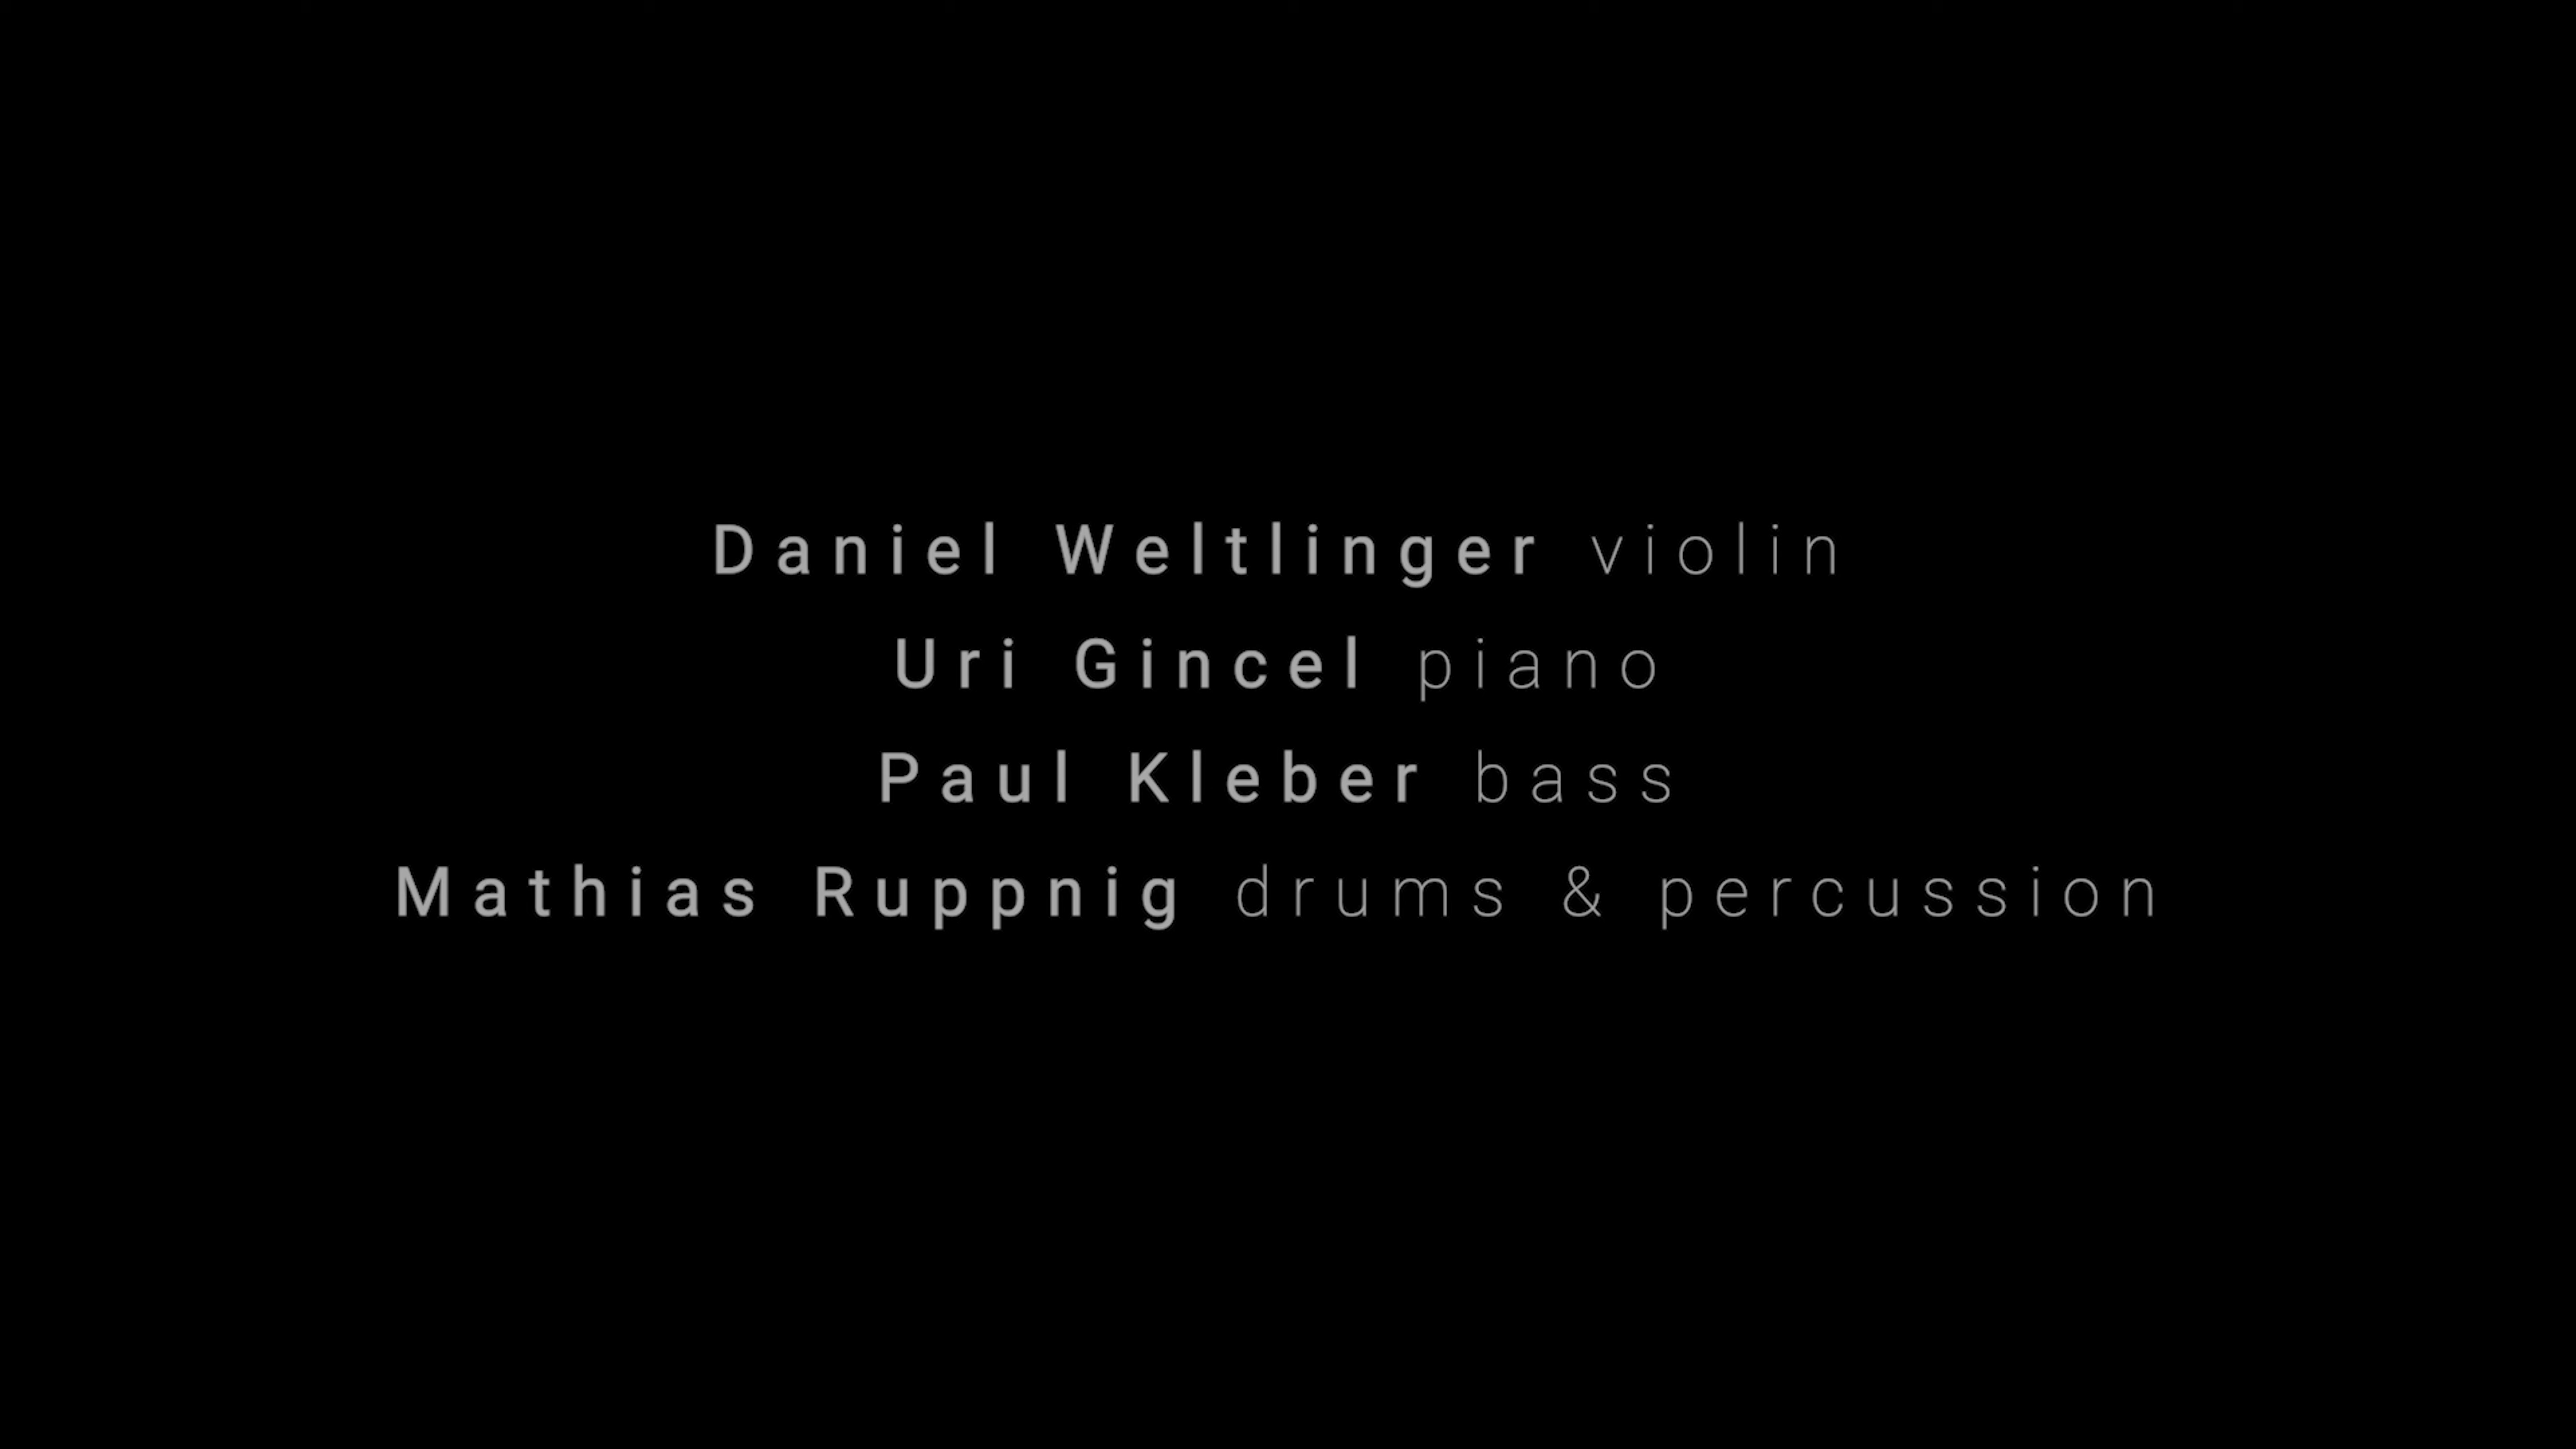 Daniel Weltlinger violin
Uri Gincel piano
Paul Kleber bass
Mathias Ruppnig drums & percussion